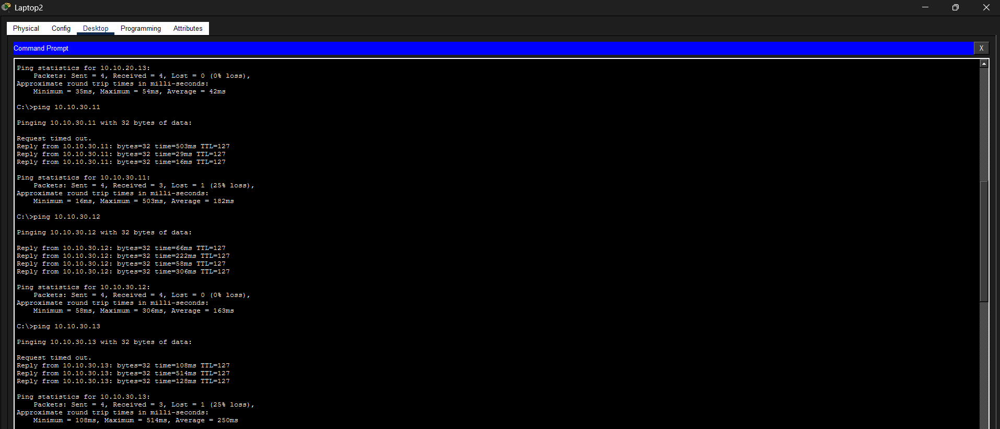 Laptop2
Physical Config Desktop Programming Attributes
Command Prompt
X
Ping statistics for 10.10.20.13:
    Packets: Sent = 4, Received = 4, Lost = 0 (0% loss),
Approximate round trip times in milli-seconds:
    Minimum = 35ms, Maximum = 54ms, Average = 42ms
C:\>ping 10.10.30.11
Pinging 10.10.30.11 with 32 bytes of data:
Request timed out.
Reply from 10.10.30.11: bytes=32 time=503ms TTL=127
Reply from 10.10.30.11: bytes=32 time=29ms TTL=127
Reply from 10.10.30.11: bytes=32 time=16ms TTL=127
Ping statistics for 10.10.30.11:
    Packets: Sent = 4, Received = 3, Lost = 1 (25% loss),
Approximate round trip times in milli-seconds:
    Minimum = 16ms, Maximum = 503ms, Average = 182ms
C:\>ping 10.10.30.12
Pinging 10.10.30.12 with 32 bytes of data:
Reply from 10.10.30.12: bytes=32 time=66ms TTL=127
Reply from 10.10.30.12: bytes=32 time=222ms TTL=127
Reply from 10.10.30.12: bytes=32 time=58ms TTL=127
Reply from 10.10.30.12: bytes=32 time=306ms TTL=127
Ping statistics for 10.10.30.12:
    Packets: Sent = 4, Received = 4, Lost = 0 (0% loss),
Approximate round trip times in milli-seconds:
    Minimum = 58ms, Maximum = 306ms, Average = 163ms
C:\>ping 10.10.30.13
Pinging 10.10.30.13 with 32 bytes of data:
Request timed out.
Reply from 10.10.30.13: bytes=32 time=108ms TTL=127
Reply from 10.10.30.13: bytes=32 time=514ms TTL=127
Reply from 10.10.30.13: bytes=32 time=128ms TTL=127
Ping statistics for 10.10.30.13:
    Packets: Sent = 4, Received = 3, Lost = 1 (25% loss),
Approximate round trip times in milli-seconds:
    Minimum = 108ms, Maximum = 514ms, Average = 250ms